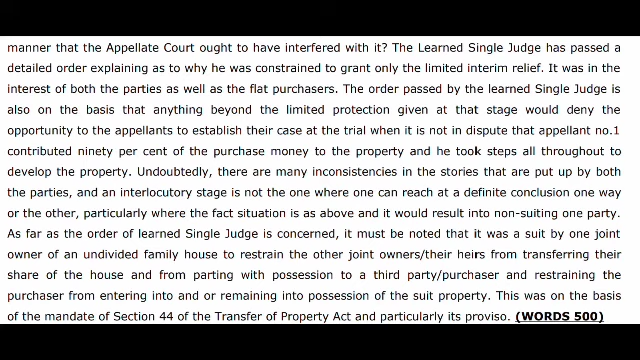 manner that the Appellate Court ought to have interfered with it? The Learned Single Judge has passed a
detailed order explaining as to why he was constrained to grant only the limited interim relief. It was in the
interest of both the parties as well as the flat purchasers. The order passed by the learned Single Judge is
also on the basis that anything beyond the limited protection given at that stage would deny the
opportunity to the appellants to establish their case at the trial when it is not in dispute that appellant no.1
contributed ninety per cent of the purchase money to the property and he took steps all throughout to
develop the property. Undoubtedly, there are many inconsistencies in the stories that are put up by both
the parties, and an interlocutory stage is not the one where one can reach at a definite conclusion one way
or the other, particularly where the fact situation is as above and it would result into non-suiting one party.
As far as the order of learned Single Judge is concerned, it must be noted that it was a suit by one joint
owner of an undivided family house to restrain the other joint owners/their heirs from transferring their
share of the house and from parting with possession to a third party/purchaser and restraining the
purchaser from entering into and or remaining into possession of the suit property. This was on the basis
of the mandate of Section 44 of the Transfer of Property Act and particularly its proviso. (WORDS 500)